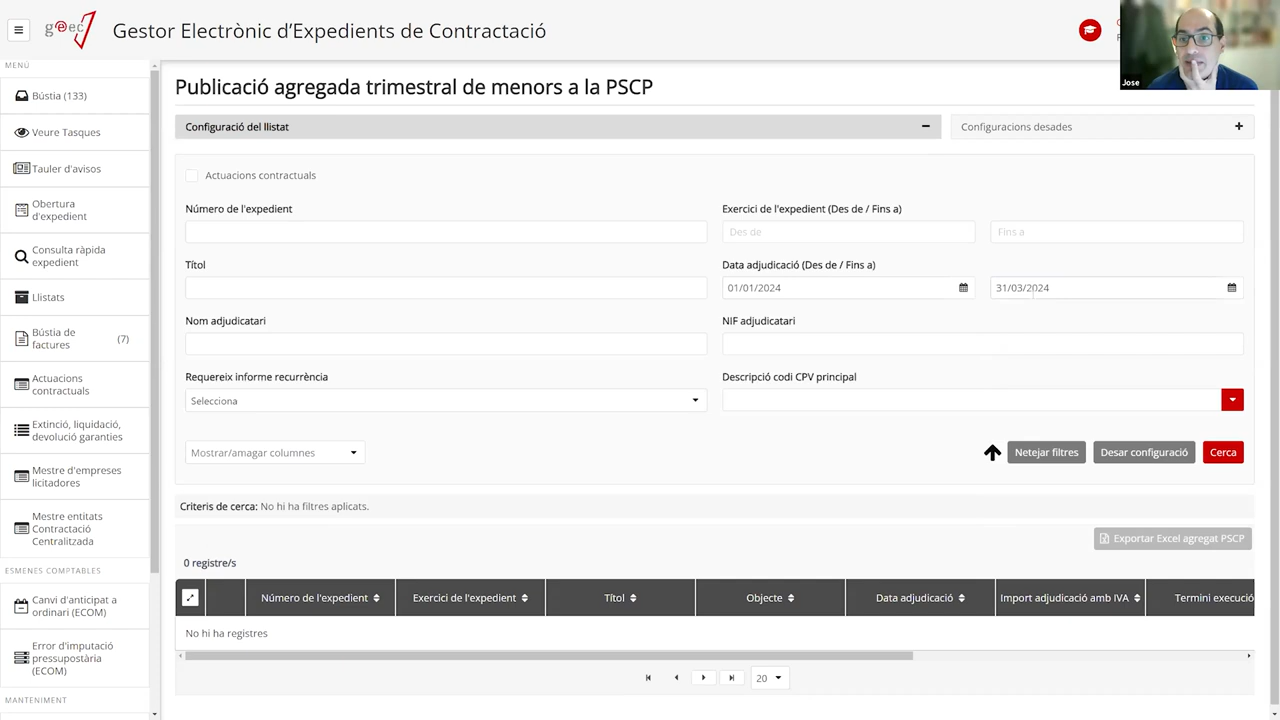 geec
Gestor Electrònic d'Expedients de Contractació
Jose
MENÚ
Bústia (133)
Veure Tasques
Tauler d'avisos
Obertura
d'expedient
Consulta ràpida
expedient
Llistats
Bústia de
factures
(7)
Actuacions
contractuals
Extinció, liquidació,
devolució garanties
Mestre d'empreses
licitadores
Mestre entitats
Contractació
Centralitzada
ESMENES COMPTABLES
Canvi d'anticipat a
ordinari (ECOM)
Error d'imputació
pressupostària
(ECOM)
MANTENIMENT
Publicació agregada trimestral de menors a la PSCP
Configuració del llistat
Configuracions desades
Actuacions contractuals
Número de l'expedient
Exercici de l'expedient (Des de / Fins a)
Des de
Fins a
Títol
Data adjudicació (Des de / Fins a)
01/01/2024
31/03/2024
Nom adjudicatari
NIF adjudicatari
Requereix informe recurrència
Descripció codi CPV principal
Selecciona
Mostrar/amagar columnes
Netejar filtres
Desar configuració
Cerca
Criteris de cerca: No hi ha filtres aplicats.
Exportar Excel agregat PSCP
0 registre/s
Número de l'expedient
Exercici de l'expedient
Títol
Objecte
Data adjudicació
Import adjudicació amb IVA
Termini execució
No hi ha registres
20